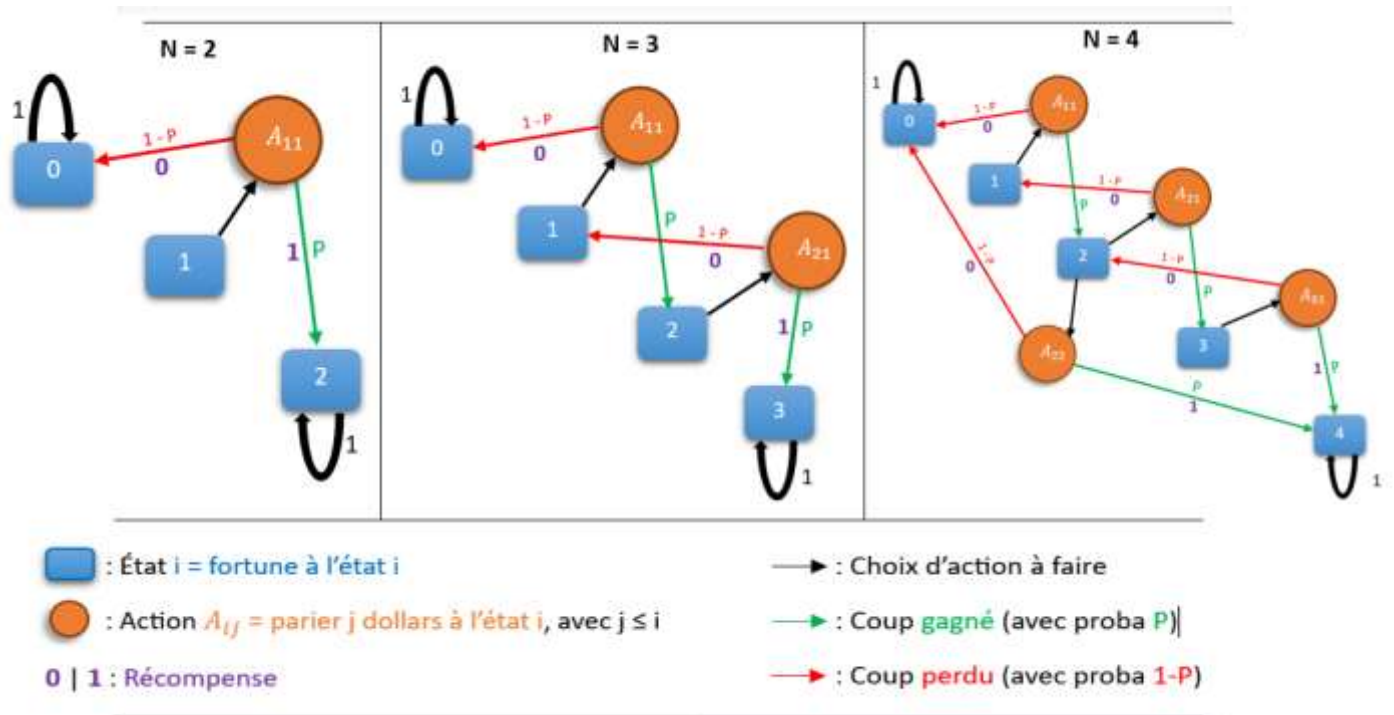 N = 2
1
0
1 - P
0
A₁₁
1
1
P
2
1
N = 3
1
0
1 - P
0
A₁₁
1
P
1 - P
0
A₂₁
2
1
P
3
1
N = 4
1
0
1-P
0
A₁₁
1
P
1-P
0
A₂₁
2
P
1-P
0
1-P
0
A₂₂
3
P
1
1
P
4
1
: État i = fortune à l'état i
: Action Aᵢⱼ = parier j dollars à l'état i, avec j ≤ i
0 | 1 : Récompense
: Choix d'action à faire
: Coup gagné (avec proba P)
: Coup perdu (avec proba 1-P)